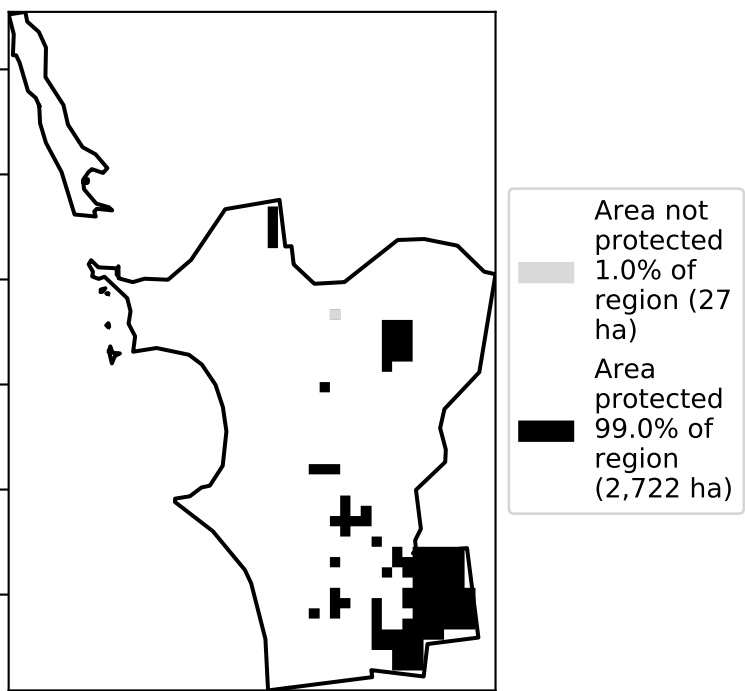 Area not
protected
1.0% of
region (27
ha)
Area
protected
99.0% of
region
(2,722 ha)